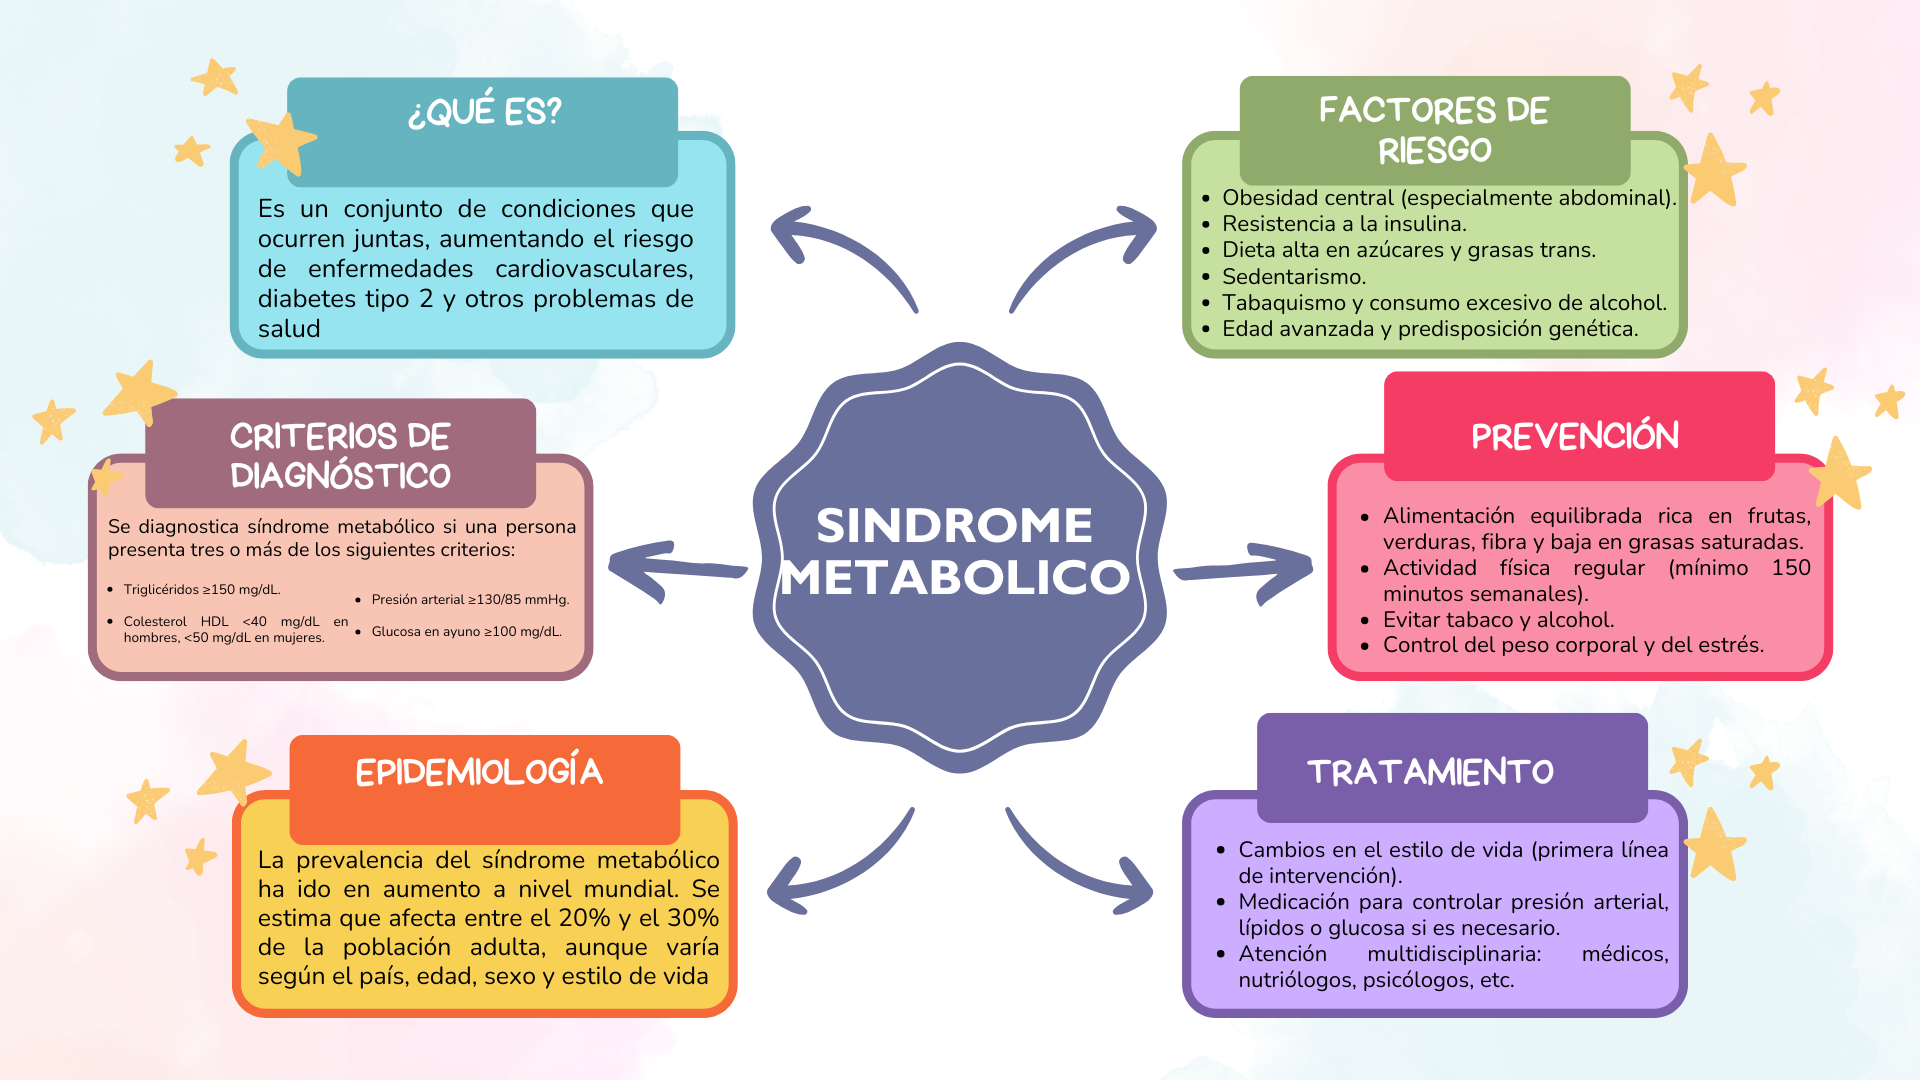 ¿QUÉ ES?
Es un conjunto de condiciones que
ocurren juntas, aumentando el riesgo
de enfermedades cardiovasculares,
diabetes tipo 2 y otros problemas de
salud
FACTORES DE
RIESGO
• Obesidad central (especialmente abdominal).
• Resistencia a la insulina.
• Dieta alta en azúcares y grasas trans.
• Sedentarismo.
• Tabaquismo y consumo excesivo de alcohol.
• Edad avanzada y predisposición genética.
CRITERIOS DE
DIAGNÓSTICO
Se diagnostica síndrome metabólico si una persona
presenta tres o más de los siguientes criterios:
• Triglicéridos ≥150 mg/dL.
• Colesterol HDL <40 mg/dL en
hombres, <50 mg/dL en mujeres.
• Presión arterial ≥130/85 mmHg.
• Glucosa en ayuno ≥100 mg/dL.
SINDROME
METABOLICO
PREVENCIÓN
• Alimentación equilibrada rica en frutas,
verduras, fibra y baja en grasas saturadas.
• Actividad física regular (mínimo 150
minutos semanales).
• Evitar tabaco y alcohol.
• Control del peso corporal y del estrés.
EPIDEMIOLOGÍA
La prevalencia del síndrome metabólico
ha ido en aumento a nivel mundial. Se
estima que afecta entre el 20% y el 30%
de la población adulta, aunque varía
según el país, edad, sexo y estilo de vida
TRATAMIENTO
• Cambios en el estilo de vida (primera línea
de intervención).
• Medicación para controlar presión arterial,
lípidos o glucosa si es necesario.
• Atención multidisciplinaria: médicos,
nutriólogos, psicólogos, etc.